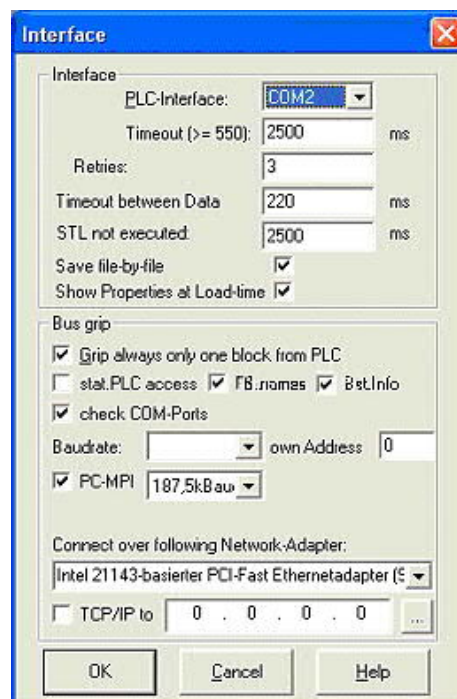 Interface
Interface
PLC-Interface: COM2
Timeout (>= 550): 2500 ms
Retries: 3
Timeout between Data 220 ms
STL not executed: 2500 ms
Save file-by-file
Show Properties at Load-time
Bus grip
Grip always only one block from PLC
stat.PLC access FB.names Bst.Info
check COM-Ports
Baudrate: own Address 0
PC-MPI 187,5kBau
Connect over following Network-Adapter:
Intel 21143-basierter PCI-Fast Ethernetadapter (S
TCP/IP to 0 . 0 . 0 . 0 ...
OK Cancel Help